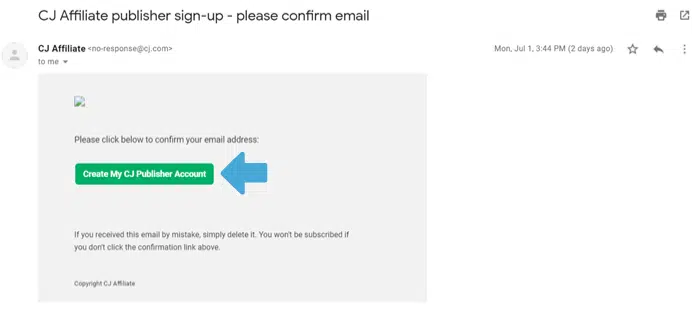 CJ Affiliate publisher sign-up - please confirm email
CJ Affiliate <no-response@cj.com>
Mon, Jul 1, 3:44 PM (2 days ago)
to me
Please click below to confirm your email address:
Create My CJ Publisher Account
If you received this email by mistake, simply delete it. You won't be subscribed if
you don't click the confirmation link above.
Copyright CJ Affiliate